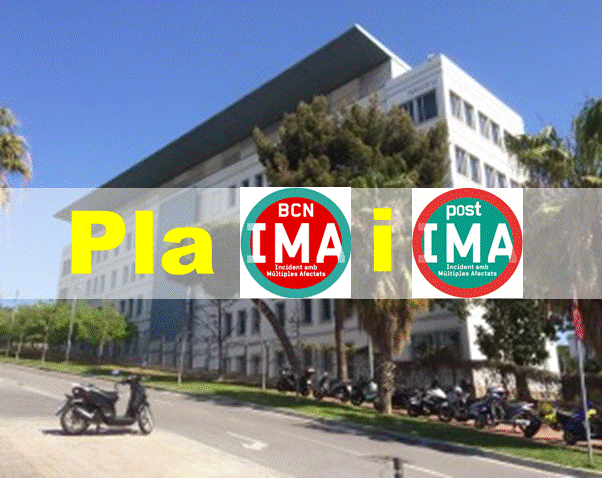 Pla
BCN
IMA
Incident amb
Múltiples Afectats
i
post
IMA
Incident amb
Múltiples Afectats